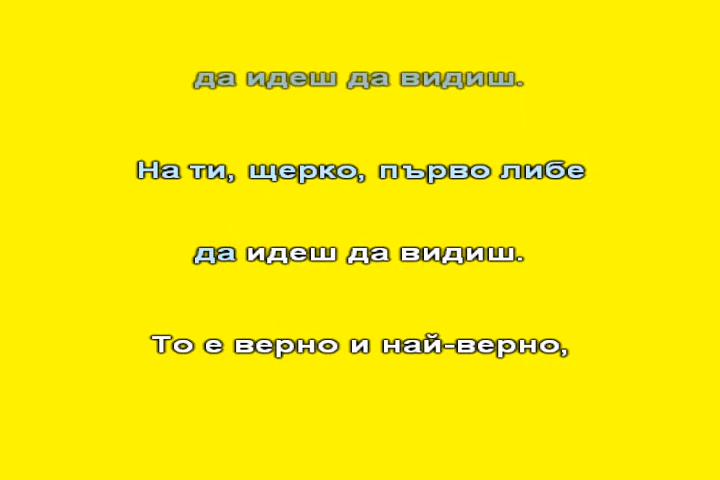 да идеш да видиш.
На ти, щерко, първо либе
да идеш да видиш.
То е верно и най-верно,